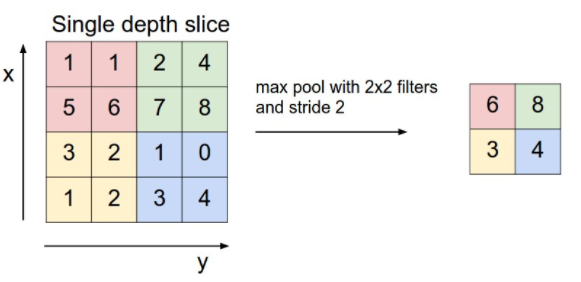 Single depth slice
x
1 1 2 4
5 6 7 8
3 2 1 0
1 2 3 4
y
max pool with 2x2 filters
and stride 2
6 8
3 4